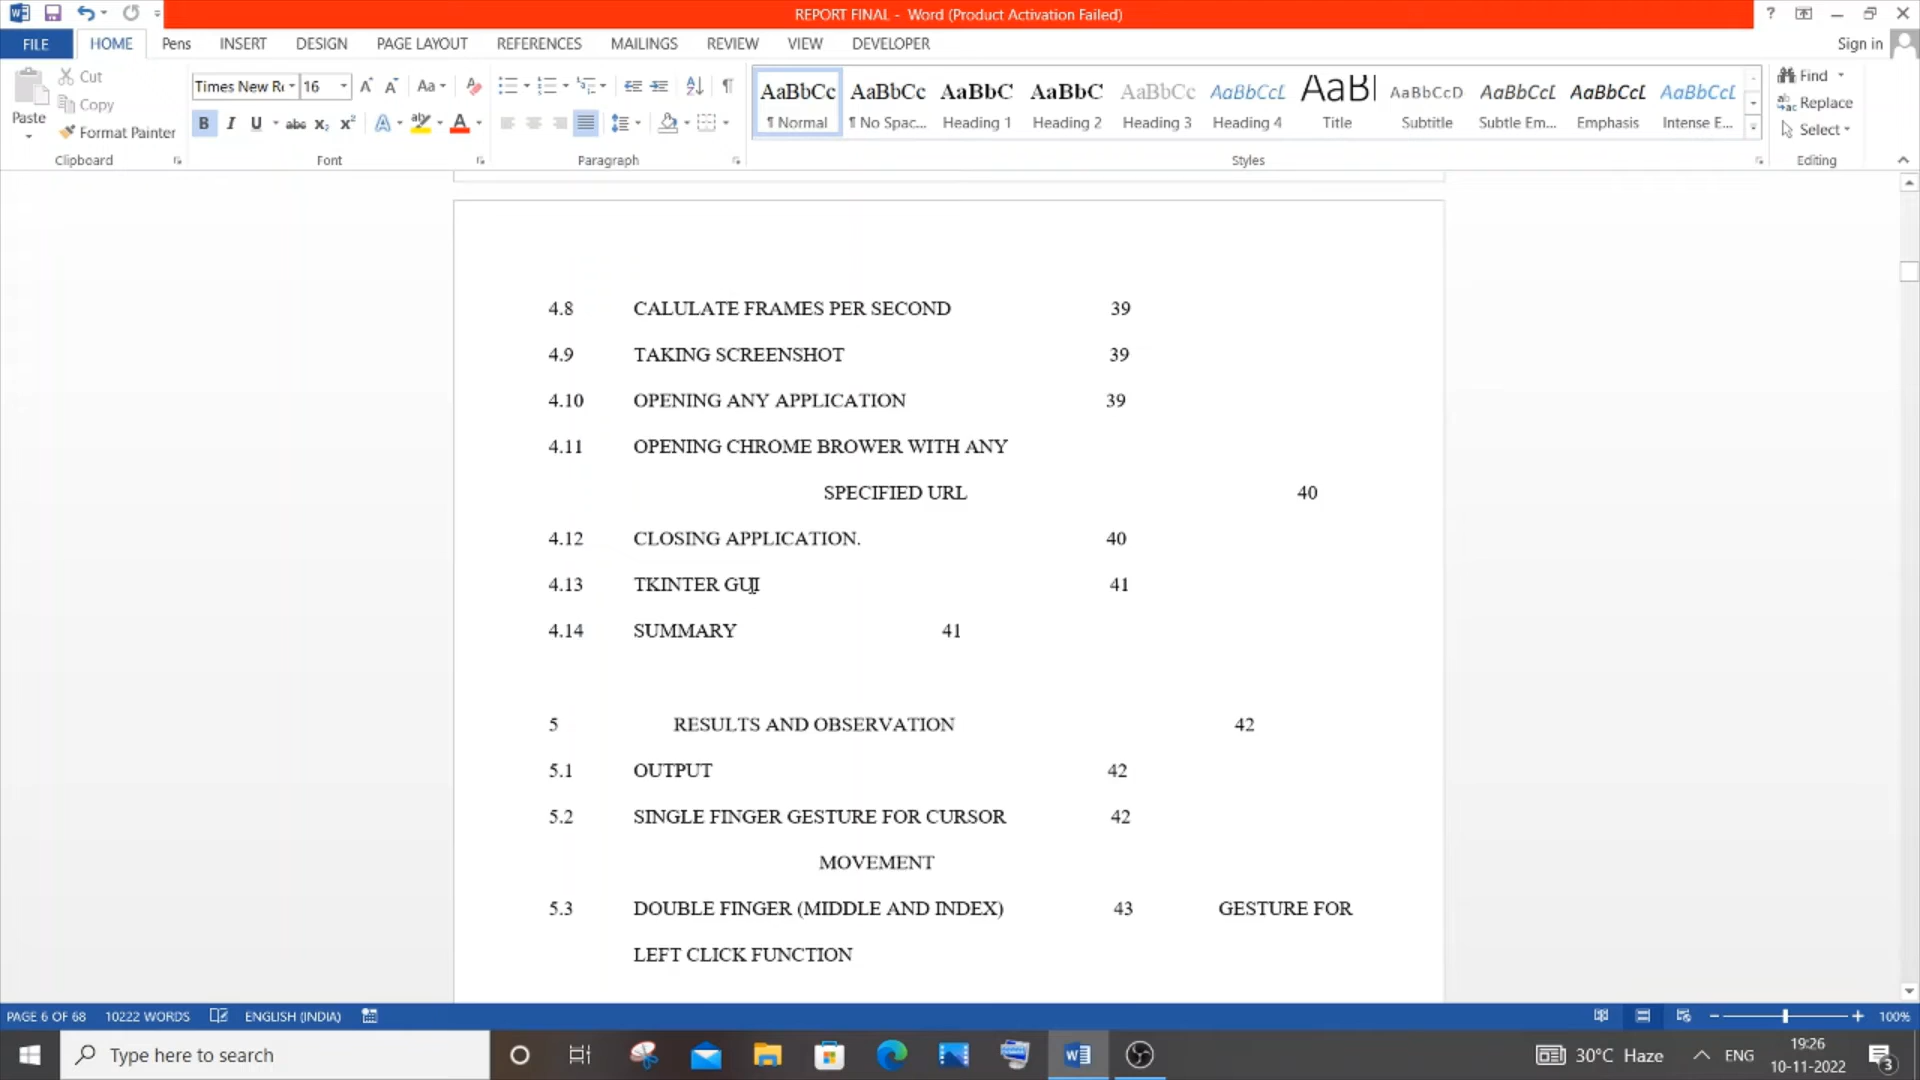 REPORT FINAL - Word (Product Activation Failed)
?
FILE HOME Pens INSERT DESIGN PAGE LAYOUT REFERENCES MAILINGS REVIEW VIEW DEVELOPER Sign in
Paste
Cut
Copy
Format Painter
Clipboard
Times New R 16
Font
Paragraph
AaBbCc AaBbCc AaBbC AaBbC AaBbCc AaBbCcL AaB AaBbCcD AaBbCcL AaBbCcL AaBbCcL
¶ Normal ¶ No Spac... Heading 1 Heading 2 Heading 3 Heading 4 Title Subtitle Subtle Em... Emphasis Intense E...
Styles
Find
Replace
Select
Editing
4.8 CALULATE FRAMES PER SECOND 39
4.9 TAKING SCREENSHOT 39
4.10 OPENING ANY APPLICATION 39
4.11 OPENING CHROME BROWER WITH ANY
SPECIFIED URL 40
4.12 CLOSING APPLICATION. 40
4.13 TKINTER GUI 41
4.14 SUMMARY 41
5 RESULTS AND OBSERVATION 42
5.1 OUTPUT 42
5.2 SINGLE FINGER GESTURE FOR CURSOR 42
MOVEMENT
5.3 DOUBLE FINGER (MIDDLE AND INDEX) 43 GESTURE FOR
LEFT CLICK FUNCTION
PAGE 6 OF 68 10222 WORDS ENGLISH (INDIA) 100%
Type here to search
30°C Haze ENG
19:26
10-11-2022
3